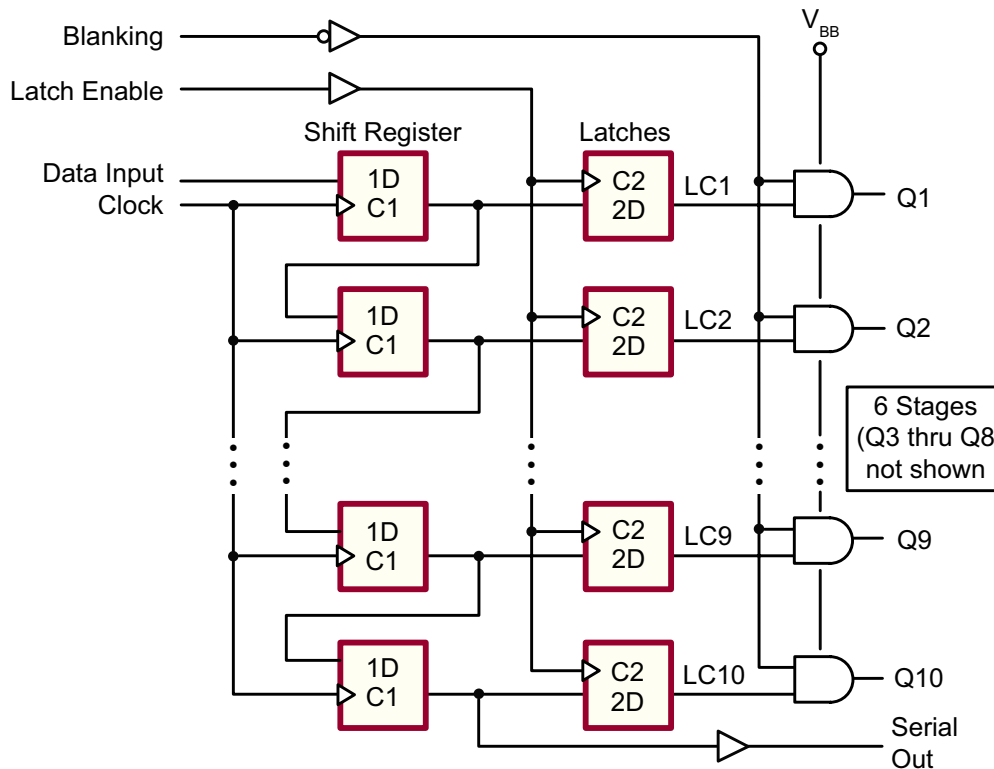 Blanking
V_BB
Latch Enable
Shift Register
Latches
Data Input
Clock
1D
C1
C2
2D
LC1
Q1
1D
C1
C2
2D
LC2
Q2
6 Stages
(Q3 thru Q8
not shown
1D
C1
C2
2D
LC9
Q9
1D
C1
C2
2D
LC10
Q10
Serial
Out